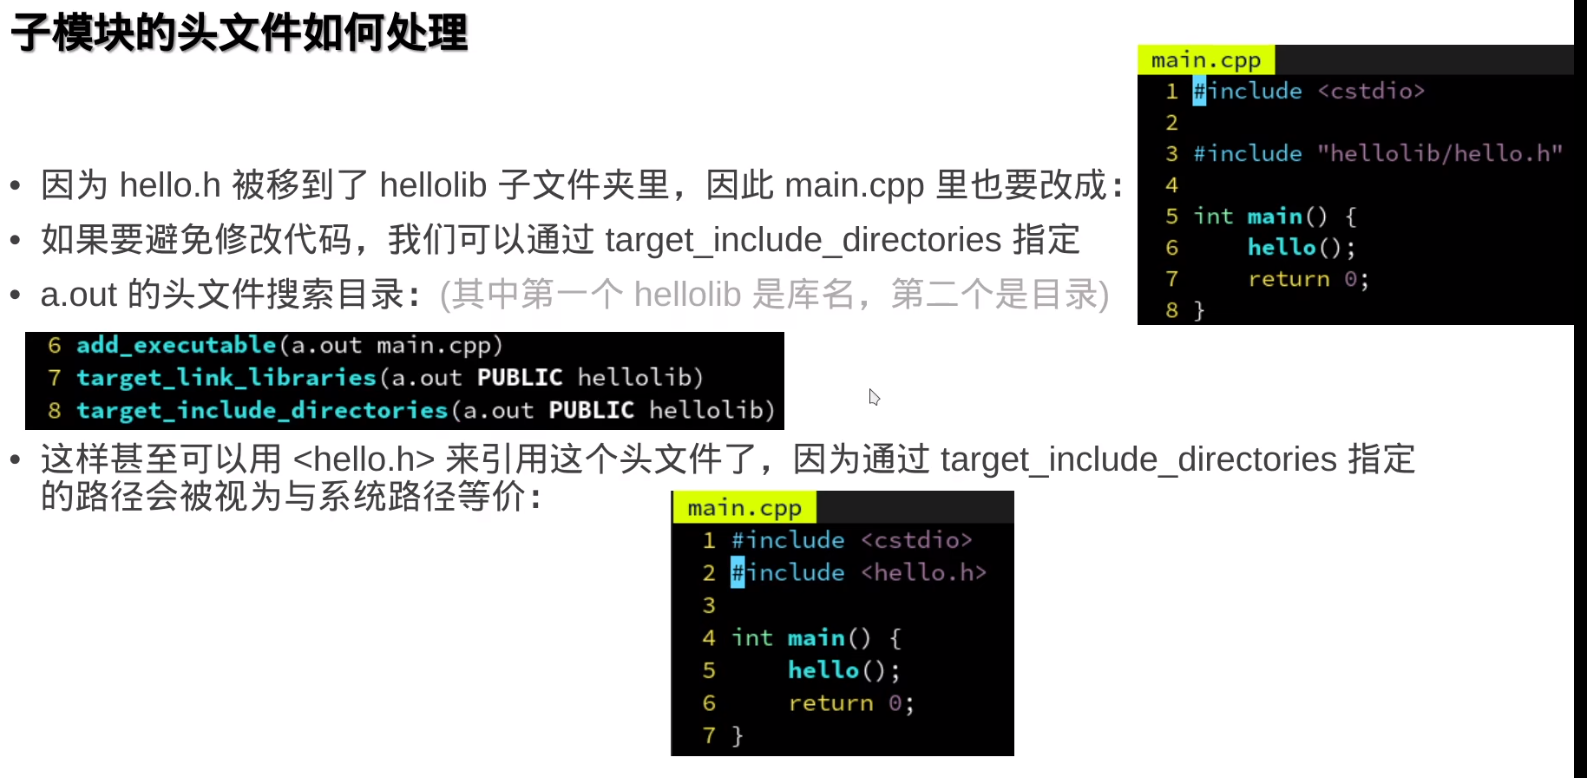 子模块的头文件如何处理
• 因为 hello.h 被移到了 hellolib 子文件夹里，因此 main.cpp 里也要改成：
• 如果要避免修改代码，我们可以通过 target_include_directories 指定
• a.out 的头文件搜索目录：(其中第一个 hellolib 是库名，第二个是目录)
main.cpp
1 #include <cstdio>
2
3 #include "hellolib/hello.h"
4
5 int main() {
6     hello();
7     return 0;
8 }
6 add_executable(a.out main.cpp)
7 target_link_libraries(a.out PUBLIC hellolib)
8 target_include_directories(a.out PUBLIC hellolib)
• 这样甚至可以用 <hello.h> 来引用这个头文件了，因为通过 target_include_directories 指定
的路径会被视为与系统路径等价：
main.cpp
1 #include <cstdio>
2 #include <hello.h>
3
4 int main() {
5     hello();
6     return 0;
7 }